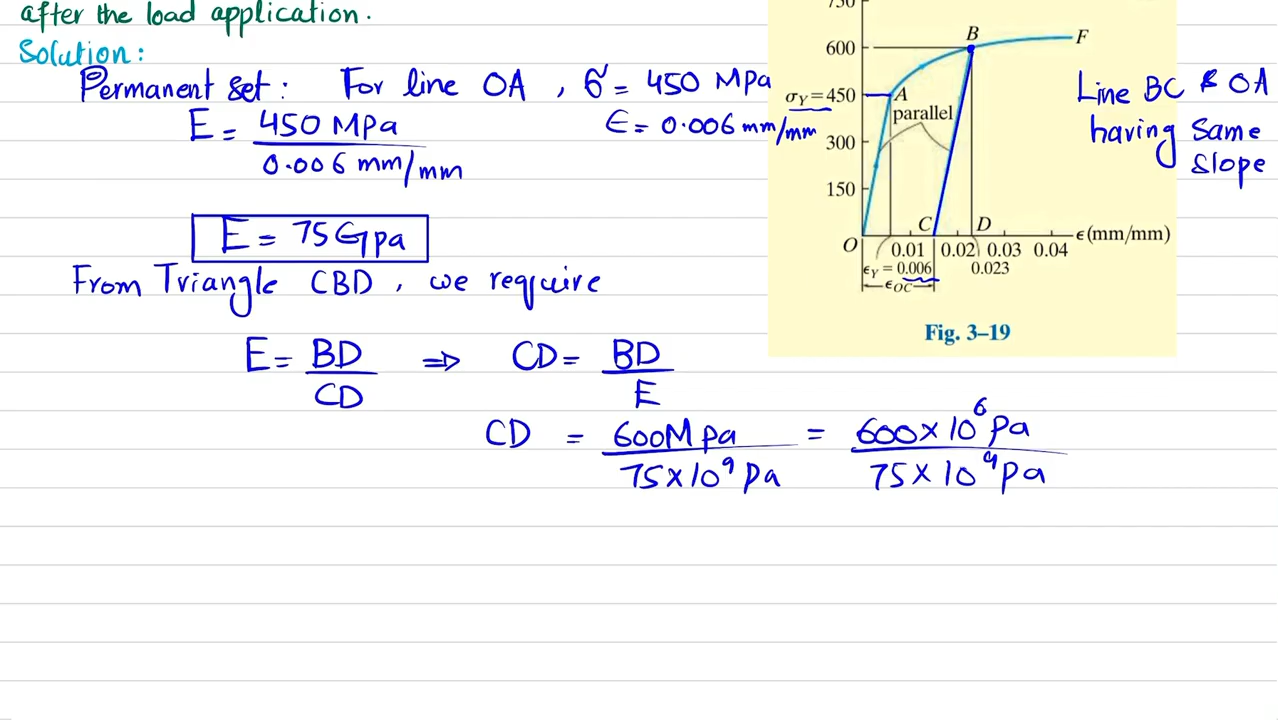 after the load application.
Solution:
Permanent set: For line OA, σ = 450 MPa
E = 450 MPa / 0.006 mm/mm
ϵ = 0.006 mm/mm
E = 75 Gpa
From Triangle CBD, we require
E = BD / CD ⇒ CD = BD / E
CD = 600 Mpa / 75×10⁹ Pa = 600×10⁶ Pa / 75×10⁹ Pa
750
600
B
F
σY = 450
A
parallel
300
150
C
D
O
0.01 0.02 0.03 0.04
ϵ (mm/mm)
ϵY = 0.006
0.023
ϵOC
Fig. 3–19
Line BC & OA
having same
slope